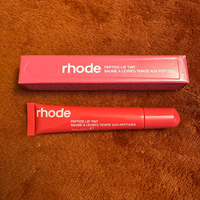 rhode
PEPTIDE LIP TINT
BAUME À LÈVRES TEINTÉ AUX PEPTIDES
rhode
PEPTIDE LIP TINT
BAUME À LÈVRES TEINTÉ AUX PEPTIDES